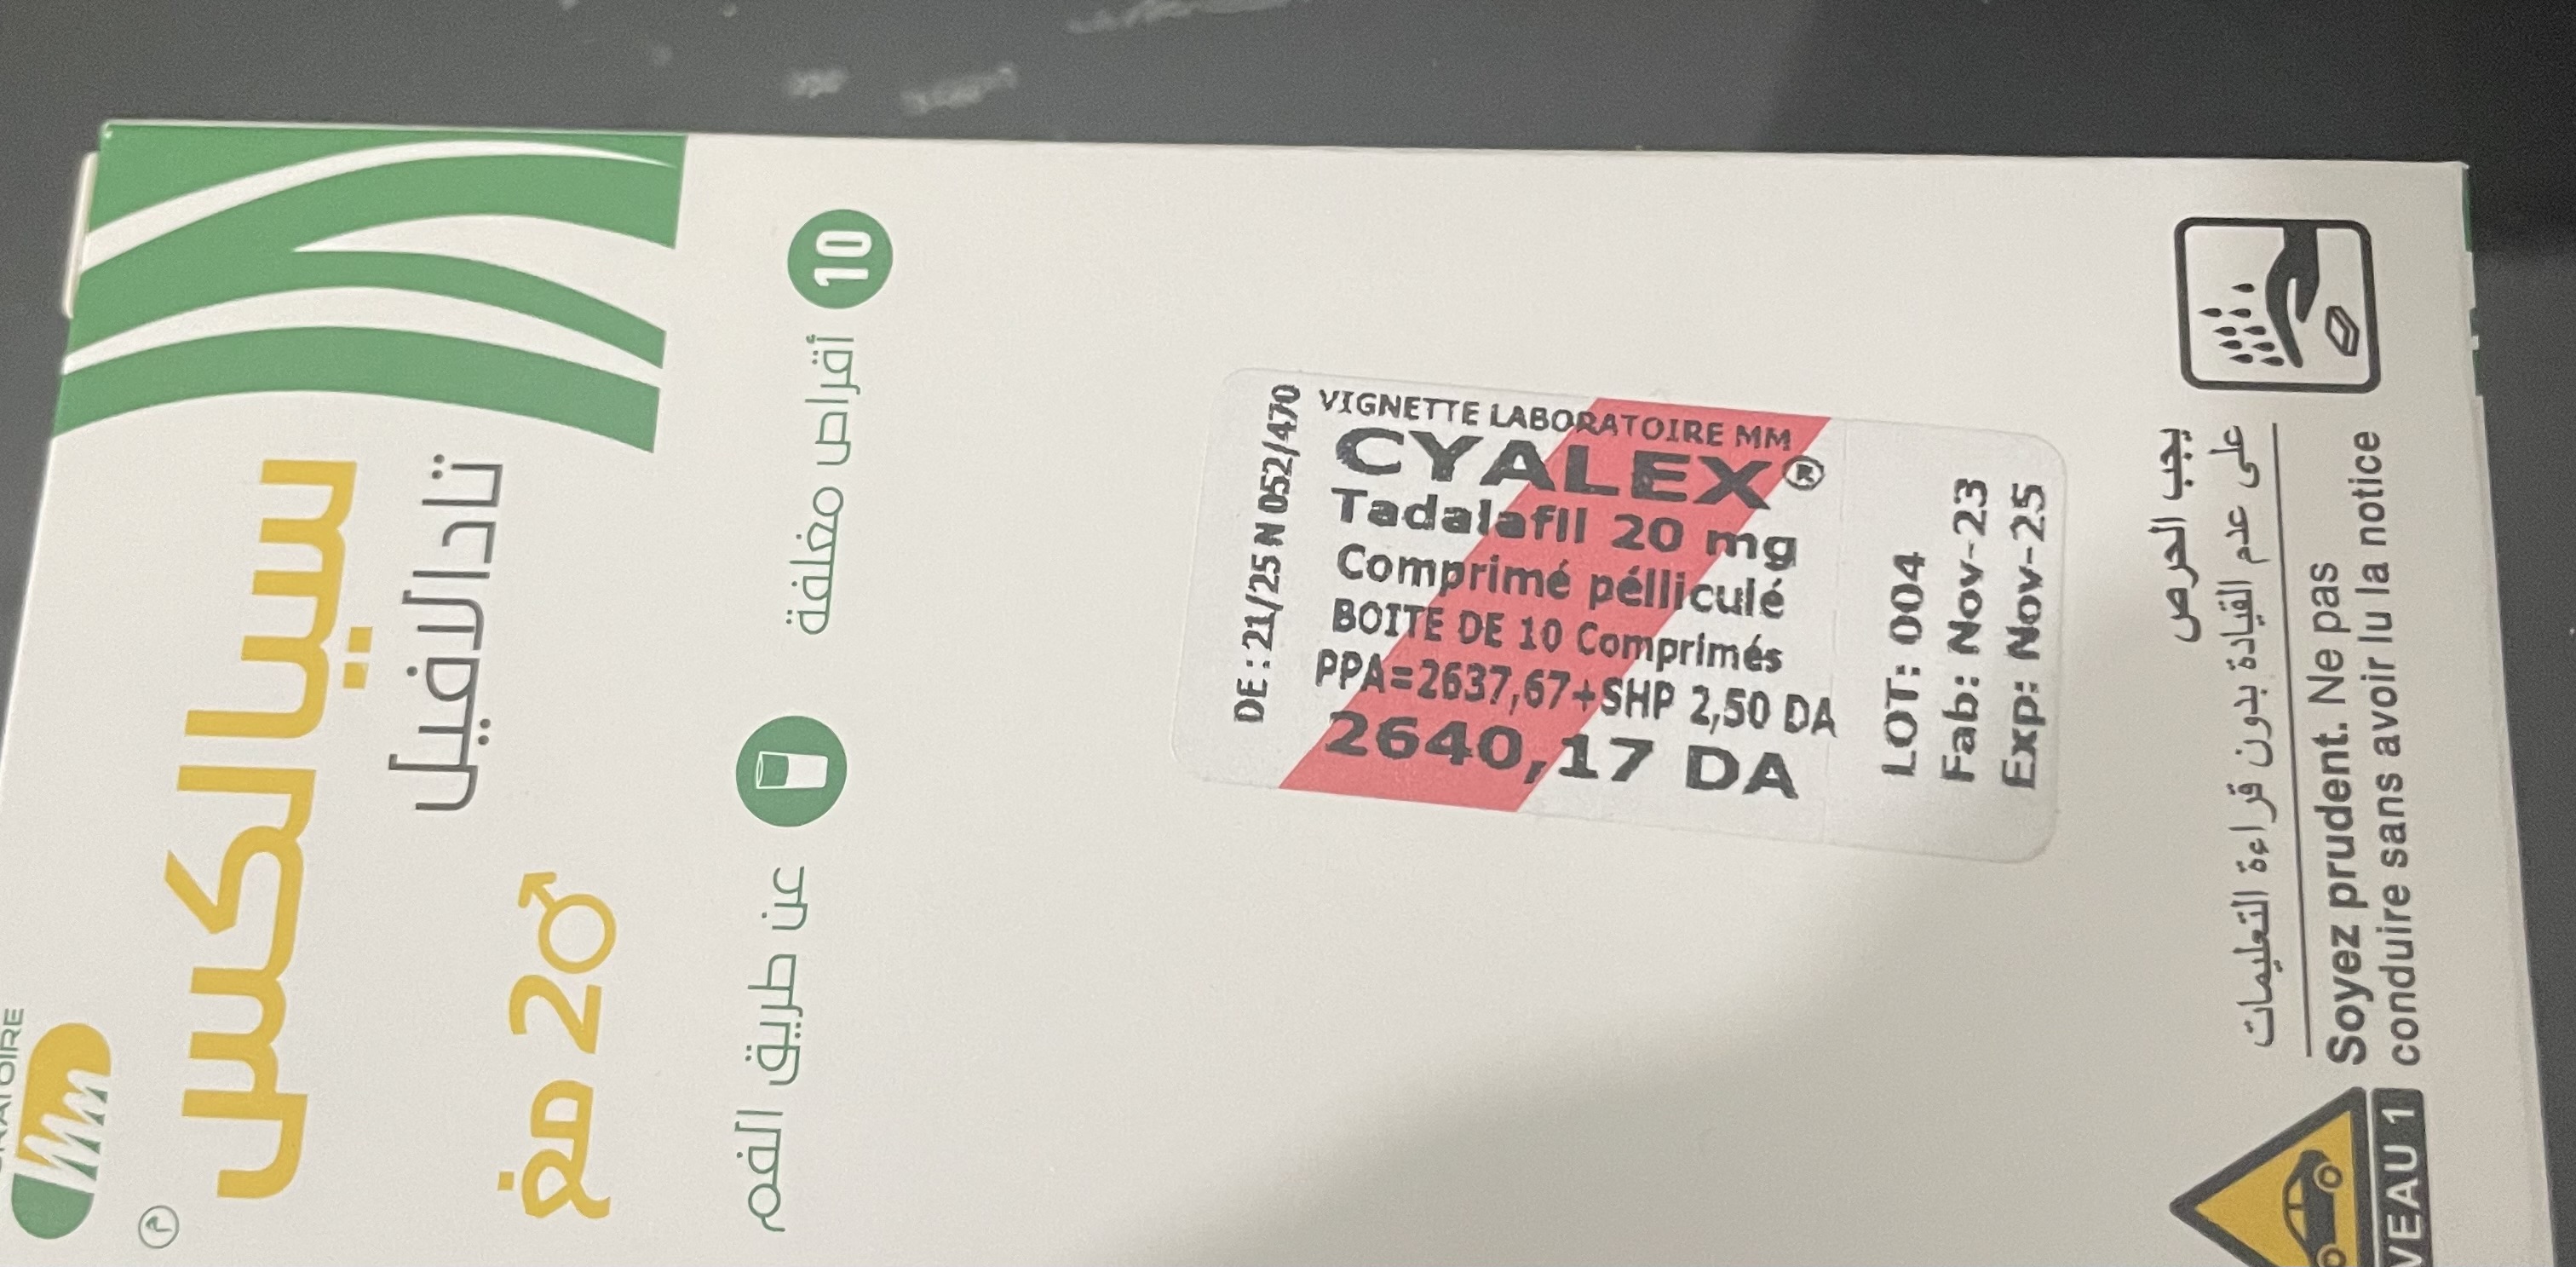 سيالكس
تادالافيل
20 مغ
10 أقراص مغلفة
عن طريق الفم
DE : 21/25 N 052/470
VIGNETTE LABORATOIRE MM
CYALEX®
Tadalafil 20 mg
Comprimé pélliculé
BOITE DE 10 Comprimés
PPA=2637,67+SHP 2,50 DA
2640,17 DA
LOT: 004
Fab: Nov-23
Exp: Nov-25
يجب الحرص
على عدم القيادة بدون قراءة التعليمات
Soyez prudent. Ne pas
conduire sans avoir lu la notice